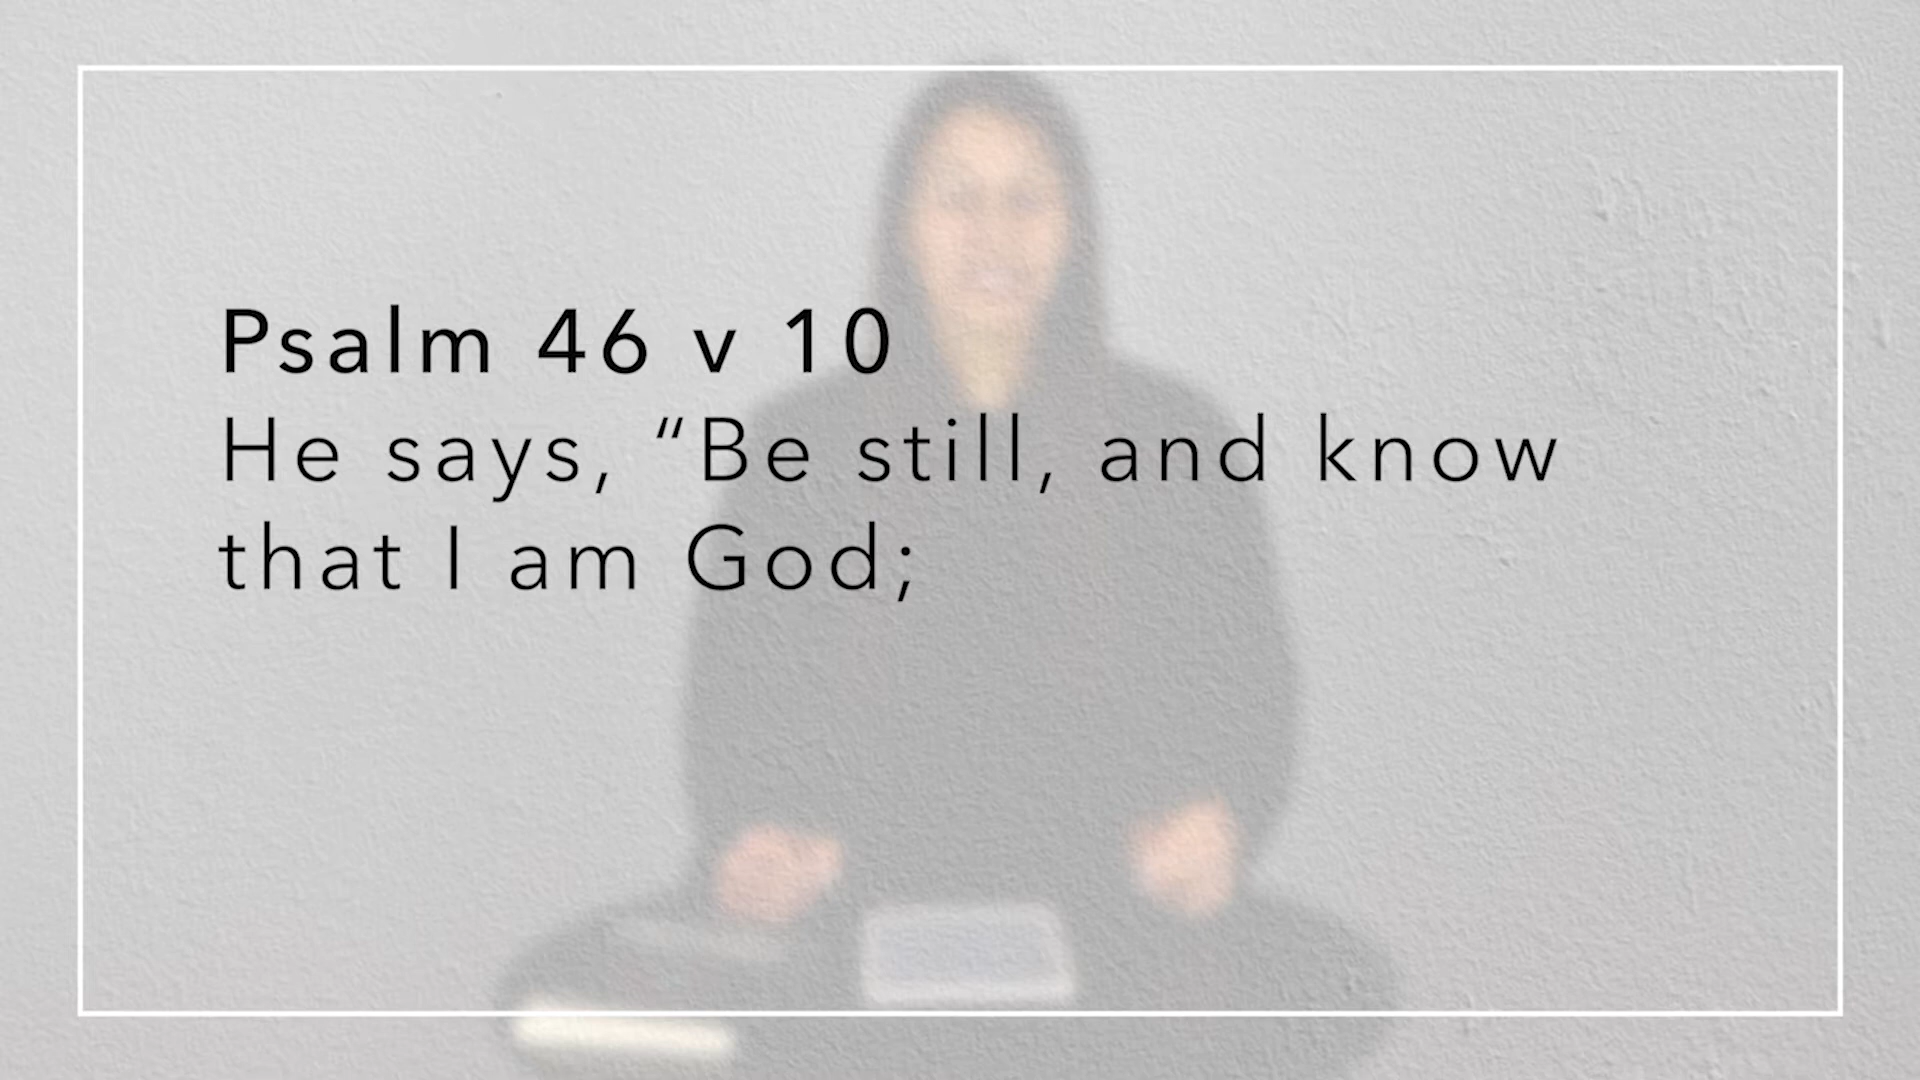 Psalm 46 v 10
He says, “Be still, and know
that I am God;